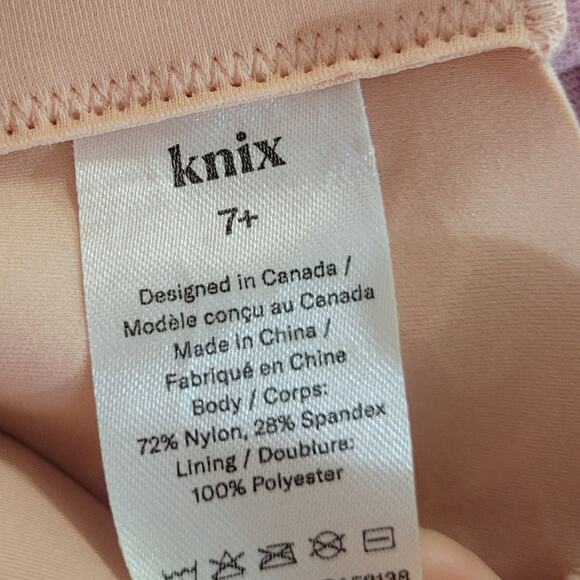 knix
7+
Designed in Canada /
Modèle conçu au Canada
Made in China /
Fabriqué en Chine
Body / Corps:
72% Nylon, 28% Spandex
Lining / Doublure:
100% Polyester